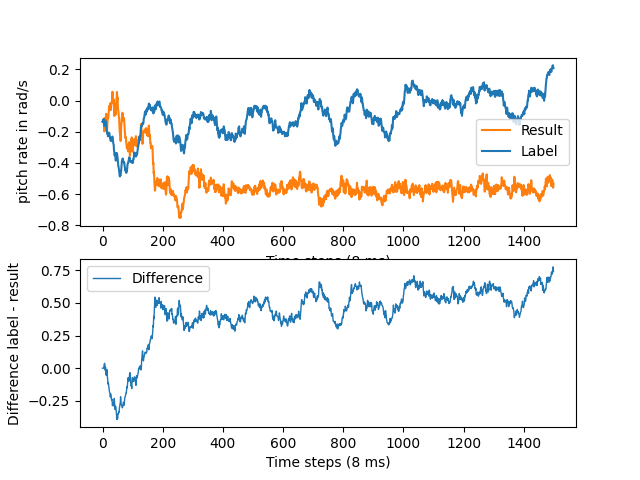 pitch rate in rad/s
0.2
0.0
−0.2
−0.4
−0.6
−0.8
Result
Label
0 200 400 600 800 1000 1200 1400
Time steps (8 ms)
Difference label - result
0.75
0.50
0.25
0.00
−0.25
Difference
0 200 400 600 800 1000 1200 1400
Time steps (8 ms)